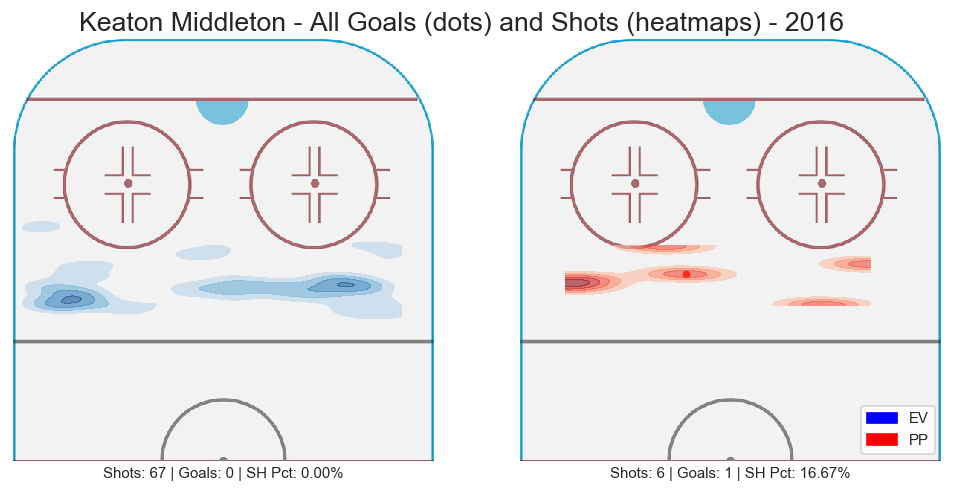 Keaton Middleton - All Goals (dots) and Shots (heatmaps) - 2016
EV
PP
Shots: 67 | Goals: 0 | SH Pct: 0.00%
Shots: 6 | Goals: 1 | SH Pct: 16.67%